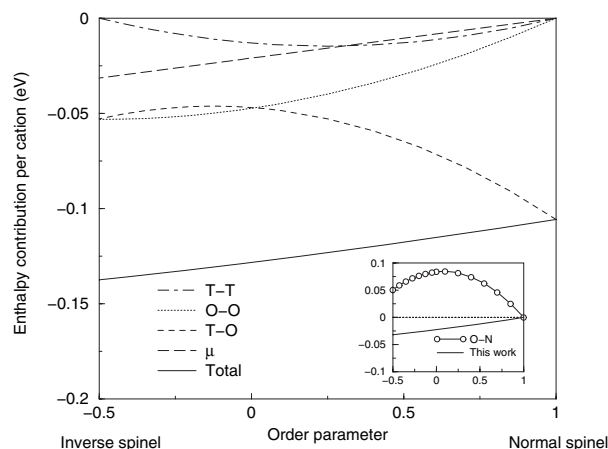 0
−0.05
−0.1
−0.15
−0.2
Enthalpy contribution per cation (eV)
T−T
O−O
T−O
μ
Total
0.1
0.05
0
−0.05
−0.1
O−N
This work
−0.5 0 0.5 1
−0.5 0 0.5 1
Inverse spinel Order parameter Normal spinel